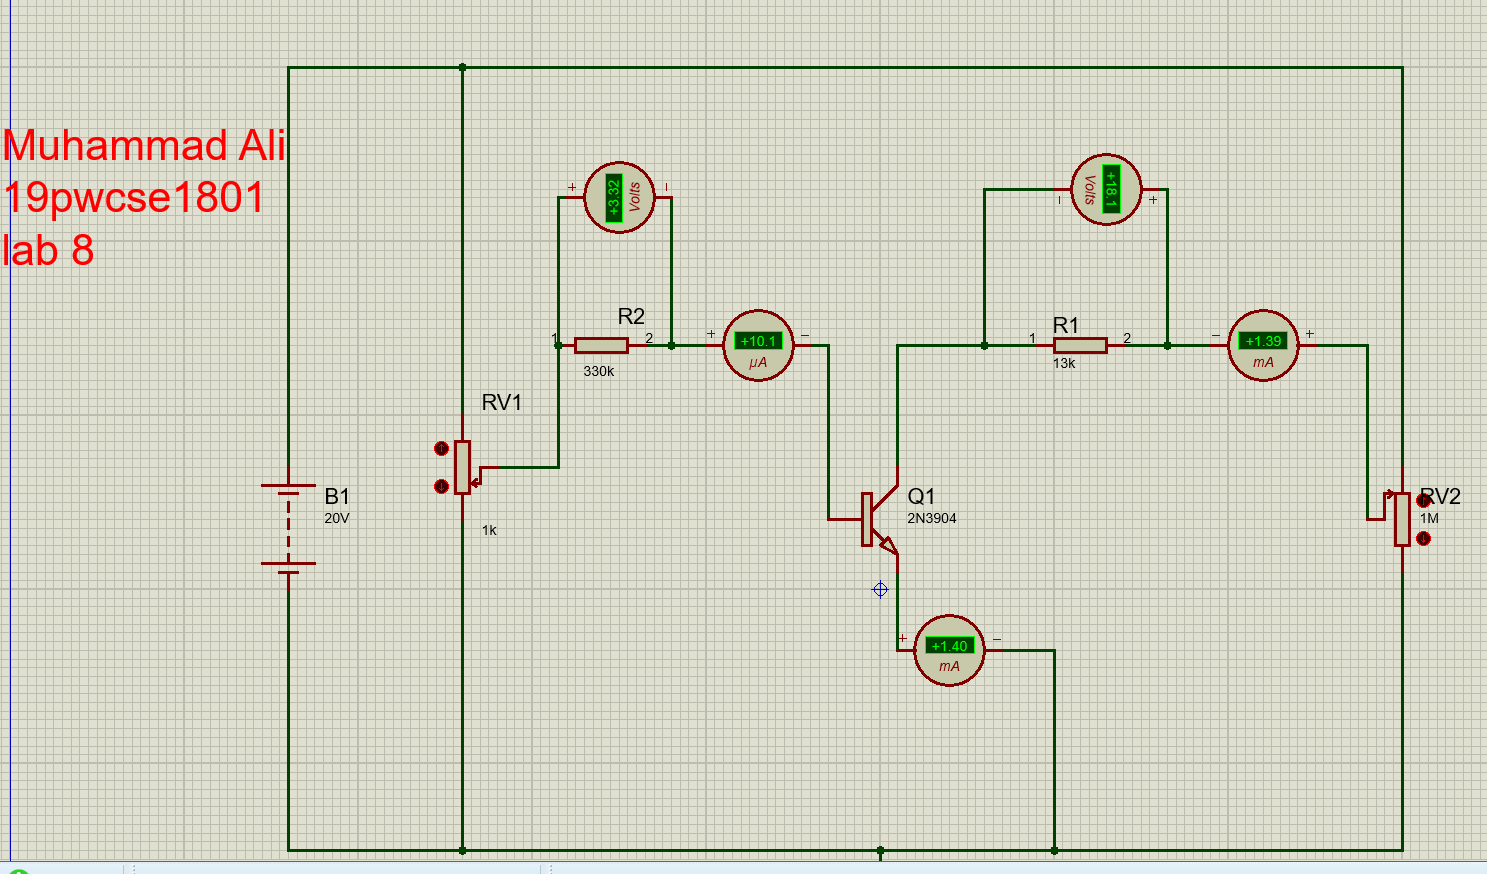 Muhammad Ali
19pwcse1801
lab 8
+3.32
Volts
+18.1
Volts
R2
1
2
330k
+10.1
µA
R1
1
2
13k
+1.39
mA
RV1
1k
B1
20V
Q1
2N3904
RV2
1M
+1.40
mA